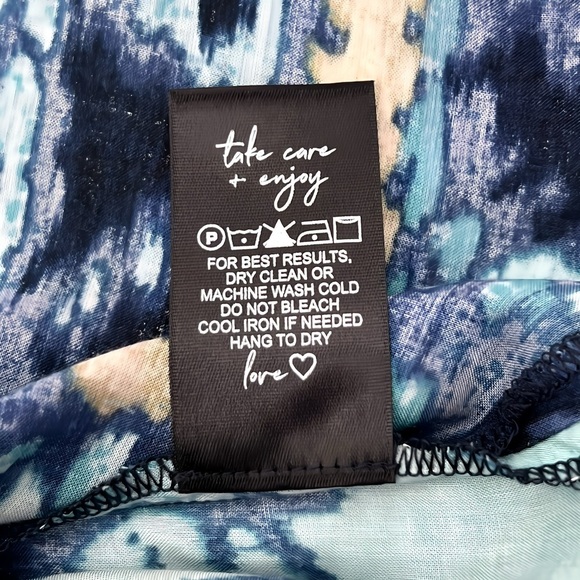 take care
+ enjoy
P
FOR BEST RESULTS,
DRY CLEAN OR
MACHINE WASH COLD
DO NOT BLEACH
COOL IRON IF NEEDED
HANG TO DRY
love♡